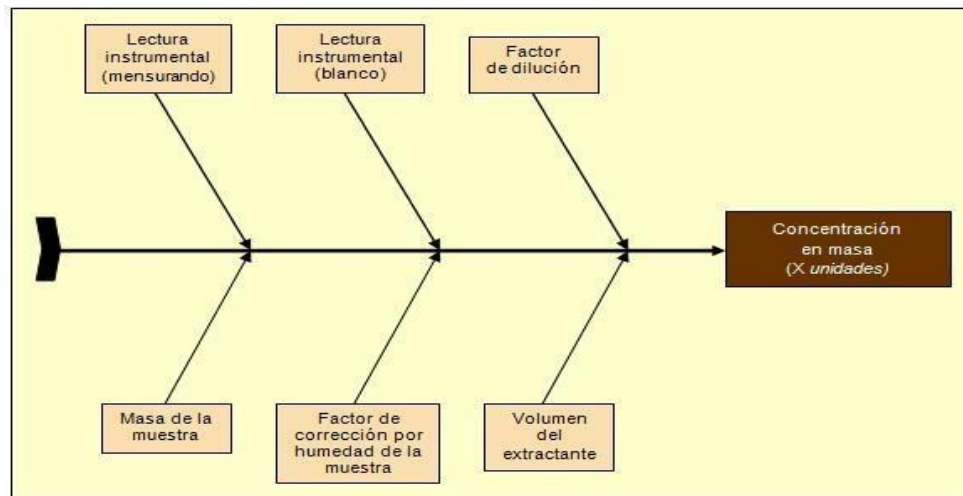 Lectura
instrumental
(mensurando)
Lectura
instrumental
(blanco)
Factor
de dilución
Concentración
en masa
(X unidades)
Masa de la
muestra
Factor de
corrección por
humedad de la
muestra
Volumen
del
extractante